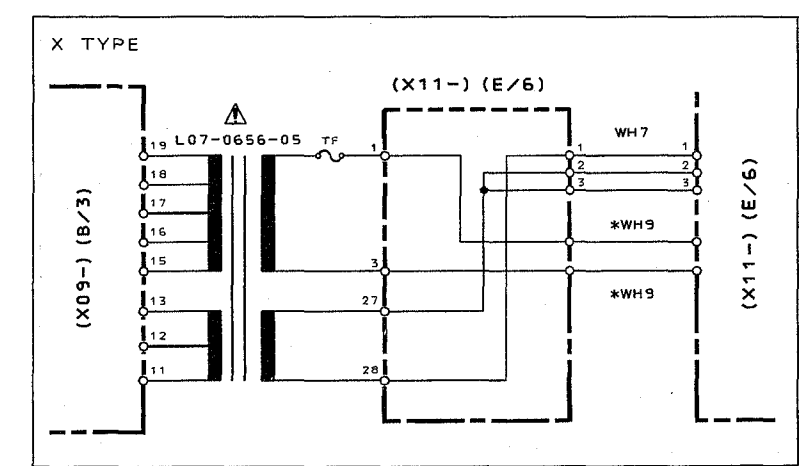 X TYPE
(X11-) (E/6)
L07-0656-05
TF
19
18
17
16
15
13
12
11
(X09-) (B/3)
1
3
27
28
1
2
3
WH7
1
2
3
*WH9
*WH9
(X11-) (E/6)